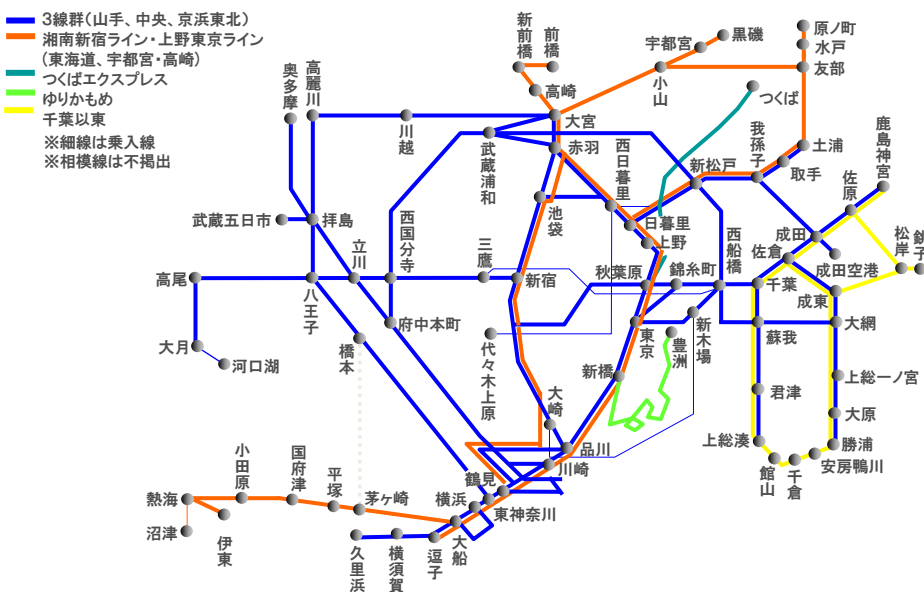 3線群(山手、中央、京浜東北)
湘南新宿ライン・上野東京ライン
(東海道、宇都宮・高崎)
つくばエクスプレス
ゆりかもめ
千葉以東
※細線は乗入線
※相模線は不掲出
奥多摩
高麗川
川越
新前橋
前橋
高崎
大宮
宇都宮
黒磯
小山
原ノ町
水戸
友部
つくば
武蔵浦和
赤羽
西日暮里
新松戸
我孫子
取手
土浦
鹿島神宮
武蔵五日市
拝島
立川
西国分寺
三鷹
池袋
日暮里
上野
西船橋
佐倉
成田
佐原
松岸
銚子
高尾
八王子
新宿
秋葉原
錦糸町
千葉
成田空港
成東
大月
河口湖
橋本
府中本町
代々木上原
東京
豊洲
新木場
蘇我
大網
新橋
大崎
君津
上総一ノ宮
大原
品川
川崎
上総湊
館山
千倉
安房鴨川
勝浦
鶴見
横浜
東神奈川
小田原
国府津
平塚
茅ヶ崎
熱海
沼津
伊東
久里浜
横須賀
逗子
大船